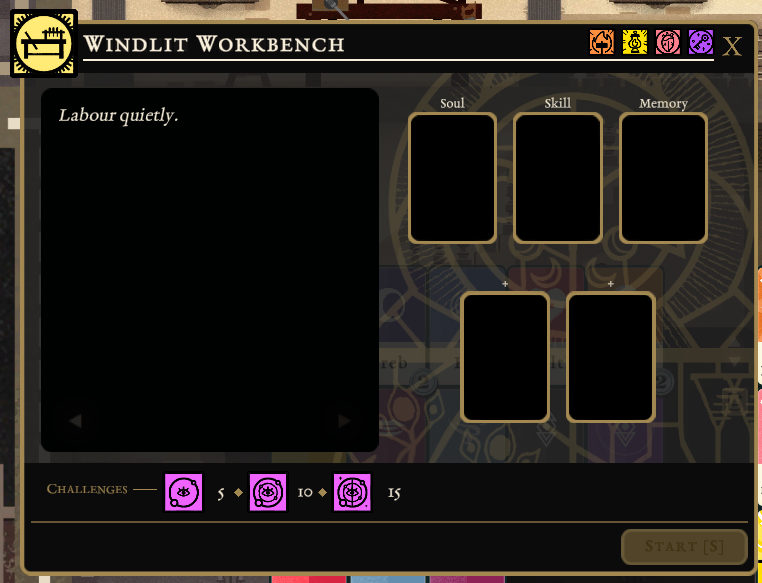 Windlit Workbench
X
Labour quietly.
Soul Skill Memory
+ +
Challenges 5 10 15
Start [S]